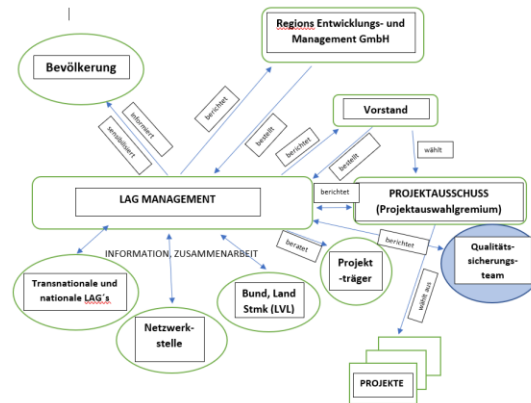 Regions Entwicklungs- und
Management GmbH
Bevölkerung
informiert
sensibilisiert
berichtet
bestellt
berichtet
Vorstand
bestellt
wählt
LAG MANAGEMENT
berichtet
PROJEKTAUSSCHUSS
(Projektauswahlgremium)
beratet
berichtet
INFORMATION, ZUSAMMENARBEIT
Qualitäts-
sicherungs-
team
Projekt
-träger
Transnationale und
nationale LAG´s
Bund, Land
Stmk (LVL)
Netzwerk-
stelle
wählt aus
PROJEKTE